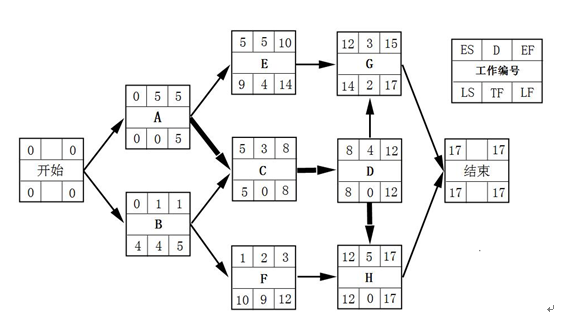 5 5 10
E
9 4 14
12 3 15
G
14 2 17
ES D EF
工作编号
LS TF LF
0 5 5
A
0 0 5
0 0
开始
0 0
5 3 8
C
5 0 8
8 4 12
D
8 0 12
17 17
结束
17 17
0 1 1
B
4 4 5
1 2 3
F
10 9 12
12 5 17
H
12 0 17